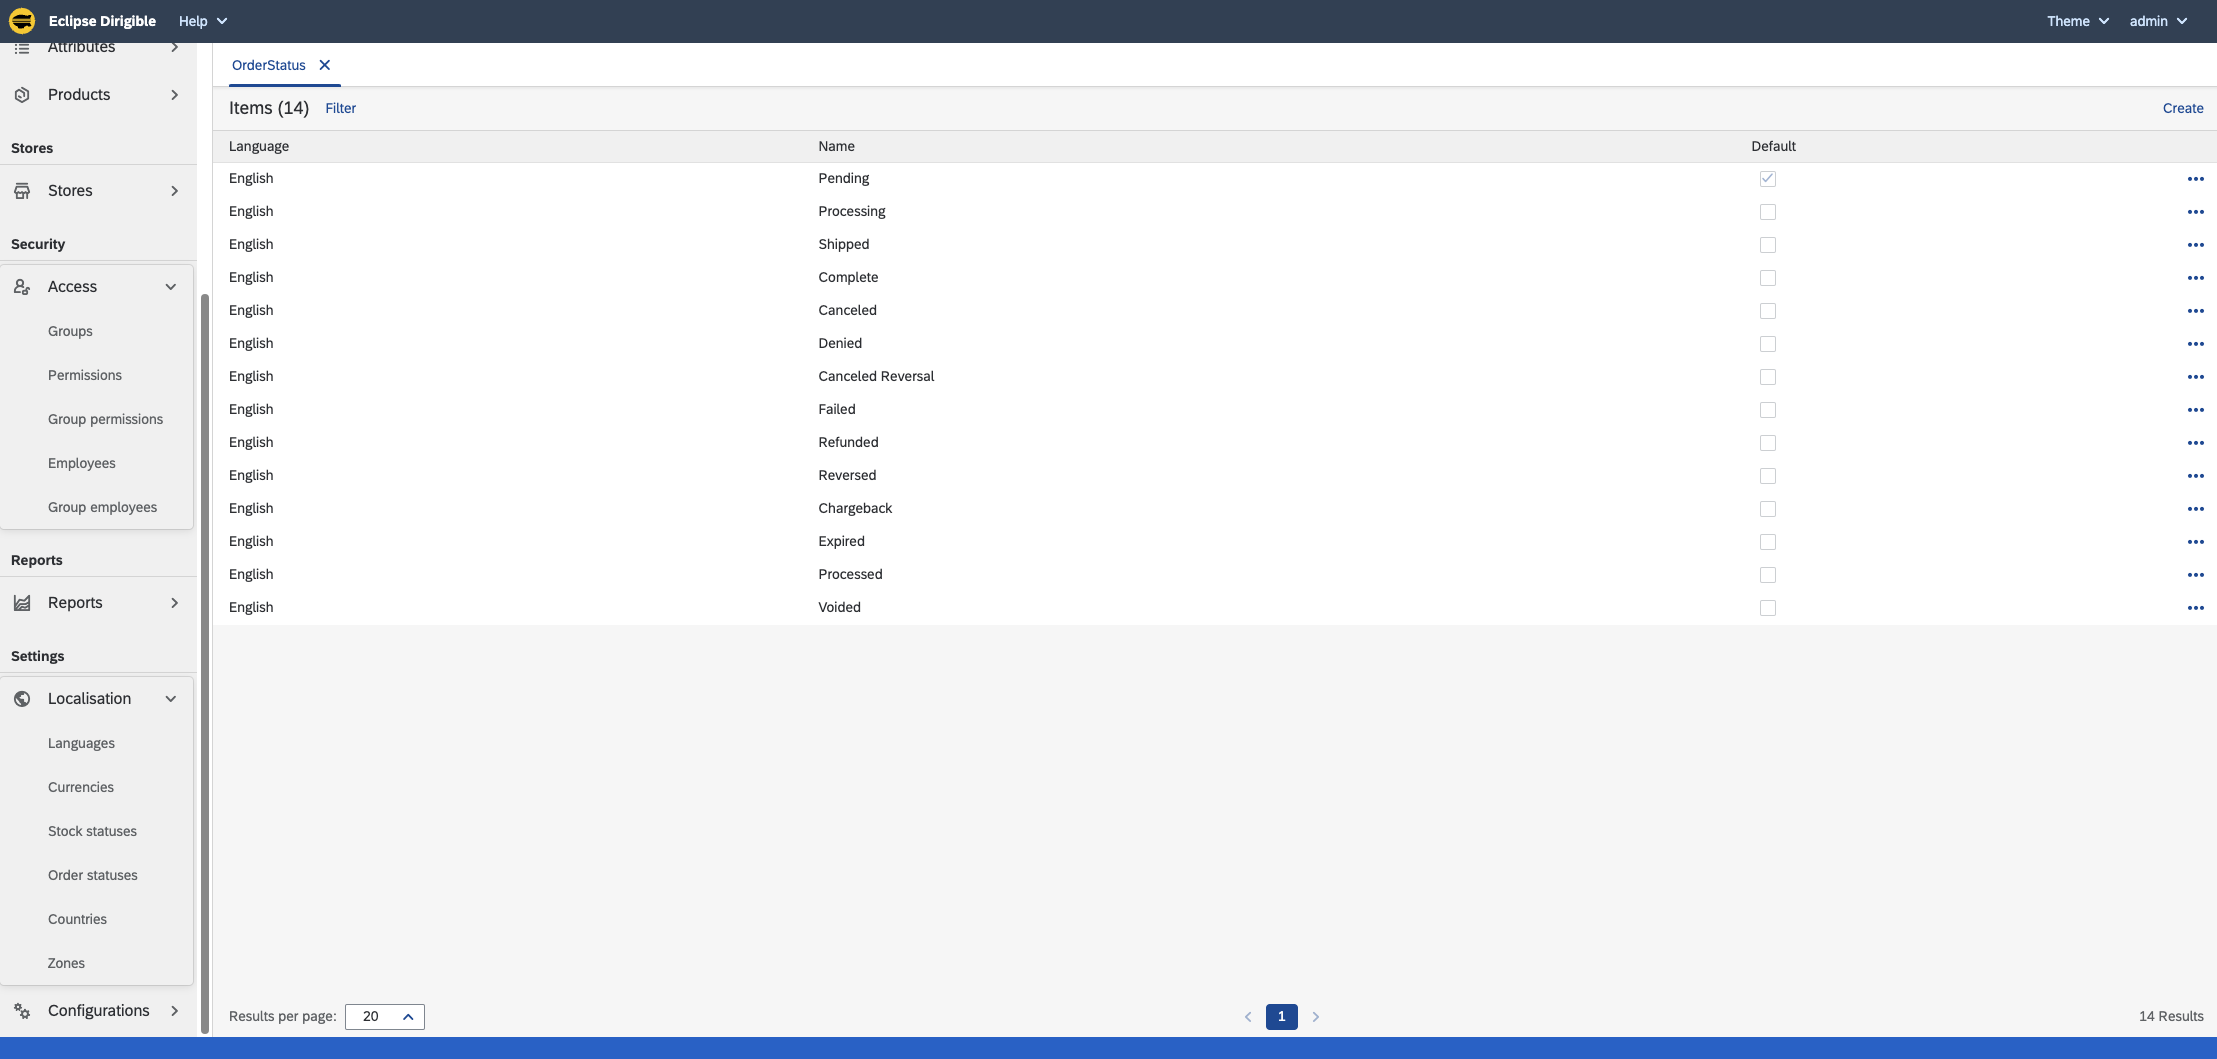 Eclipse Dirigible Help Theme admin
Attributes
Products
Stores
Stores
Security
Access
Groups
Permissions
Group permissions
Employees
Group employees
Reports
Reports
Settings
Localisation
Languages
Currencies
Stock statuses
Order statuses
Countries
Zones
Configurations
OrderStatus
Items (14) Filter Create
Language Name Default
English Pending
English Processing
English Shipped
English Complete
English Canceled
English Denied
English Canceled Reversal
English Failed
English Refunded
English Reversed
English Chargeback
English Expired
English Processed
English Voided
Results per page: 20 1 14 Results